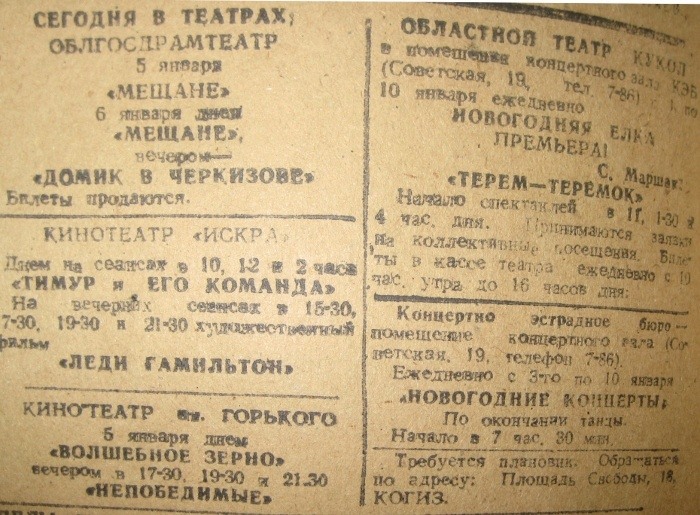 СЕГОДНЯ В ТЕАТРАХ:
ОБЛГОСДРАМТЕАТР
5 января
«МЕЩАНЕ»
6 января днем
«МЕЩАНЕ»,
вечером—
«ДОМИК В ЧЕРКИЗОВЕ»
Билеты продаются.
КИНОТЕАТР «ИСКРА»
Днем на сеансах в 10, 12 и 2 часа
«ТИМУР и ЕГО КОМАНДА»
На вечерних сеансах в 15-30,
7-30, 19-30 и 21-30 художественный
фильм
«ЛЕДИ ГАМИЛЬТОН»
КИНОТЕАТР им. ГОРЬКОГО
5 января днем
«ВОЛШЕБНОЕ ЗЕРНО»
вечером в 17-30, 19-30 и 21.30
«НЕПОБЕДИМЫЕ»
ОБЛАСТНОЙ ТЕАТР КУКОЛ
в помещении концертного зала КЭБ
(Советская, 19, тел. 7-86) по
10 января ежедневно
НОВОГОДНЯЯ ЕЛКА
ПРЕМЬЕРА!
С. Маршак
«ТЕРЕМ—ТЕРЕМОК»
Начало спектаклей в 11, 1-30 и
4 час. дня. Принимаются заявки
на коллективные посещения. Биле-
ты в кассе театра ежедневно с 10
час. утра до 16 часов дня:
Концертно эстрадное бюро—
помещение концертного зала (Со
ветская, 19, телефон 7-86).
Ежедневно с 3-го по 10 января
«НОВОГОДНИЕ КОНЦЕРТЫ»
По окончании танцы.
Начало в 7 час. 30 мин.
Требуется плановик. Обращаться
по адресу: Площадь Свободы, 18,
КОГИЗ.